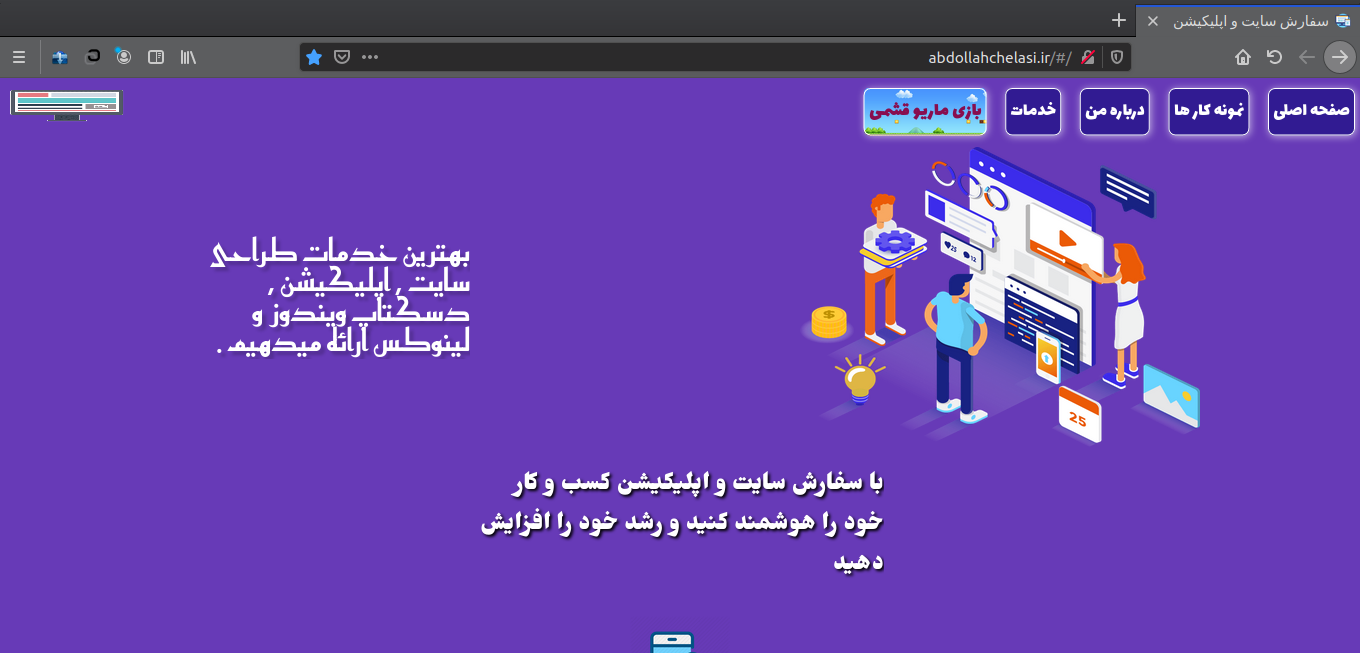 سفارش سایت و اپلیکیشن
abdollahchelasi.ir/#/
صفحه اصلی
نمونه کار ها
درباره من
خدمات
بازی ماریو قشمی
بهترین خدمات طراحی
سایت , اپلیکیشن ,
دسکتاپ ویندوز و
لینوکس ارائه میدهیم .
25
12
25
با سفارش سایت و اپلیکیشن کسب و کار
خود را هوشمند کنید و رشد خود را افزایش
دهید